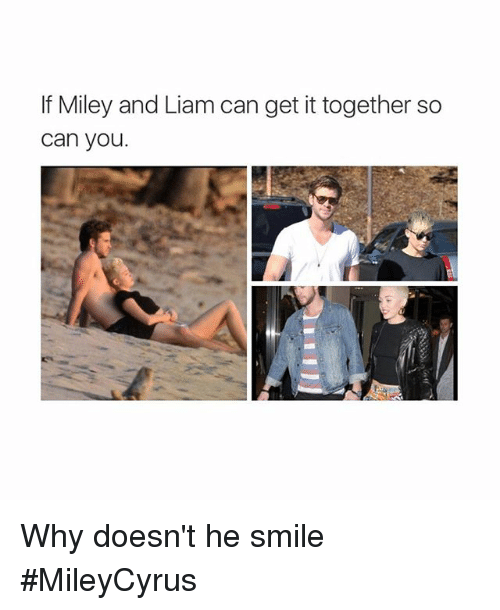 If Miley and Liam can get it together so
can you.
Why doesn't he smile
#MileyCyrus